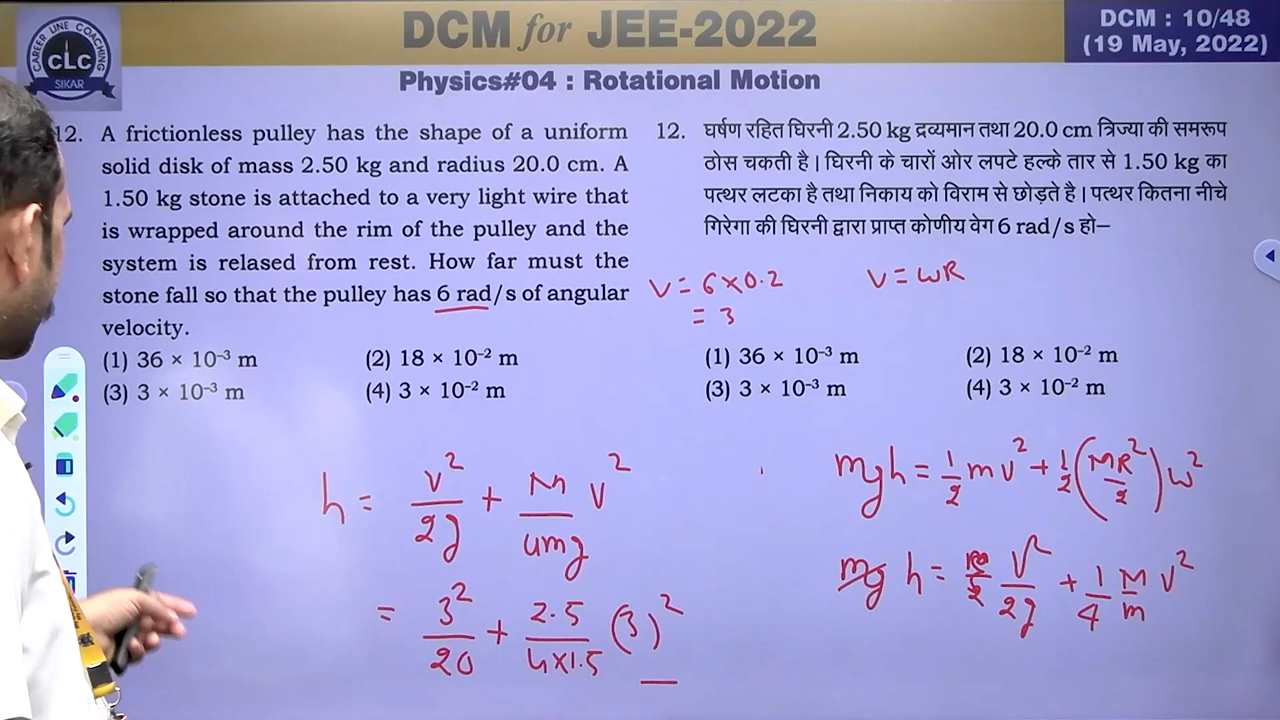 CAREER LINE COACHING
CLC
SIKAR
DCM for JEE-2022
DCM : 10/48
(19 May, 2022)
Physics#04 : Rotational Motion
12. A frictionless pulley has the shape of a uniform
solid disk of mass 2.50 kg and radius 20.0 cm. A
1.50 kg stone is attached to a very light wire that
is wrapped around the rim of the pulley and the
system is relased from rest. How far must the
stone fall so that the pulley has 6 rad/s of angular
velocity.
(1) 36 × 10⁻³ m (2) 18 × 10⁻² m
(3) 3 × 10⁻³ m (4) 3 × 10⁻² m
12. घर्षण रहित घिरनी 2.50 kg द्रव्यमान तथा 20.0 cm त्रिज्या की समरूप
ठोस चकती है। घिरनी के चारों ओर लपटे हल्के तार से 1.50 kg का
पत्थर लटका है तथा निकाय को विराम से छोड़ते है। पत्थर कितना नीचे
गिरेगा की घिरनी द्वारा प्राप्त कोणीय वेग 6 rad/s हो–
V = 6×0.2 V = ωR
= 3
(1) 36 × 10⁻³ m (2) 18 × 10⁻² m
(3) 3 × 10⁻³ m (4) 3 × 10⁻² m
h = v²/2g + M/4mg v²
= 3²/20 + 2.5/4×1.5 (3)²
mgh = 1/2 mv² + 1/2 (MR²/2) ω²
mg h = m/2 V²/2g + 1/4 M/m V²